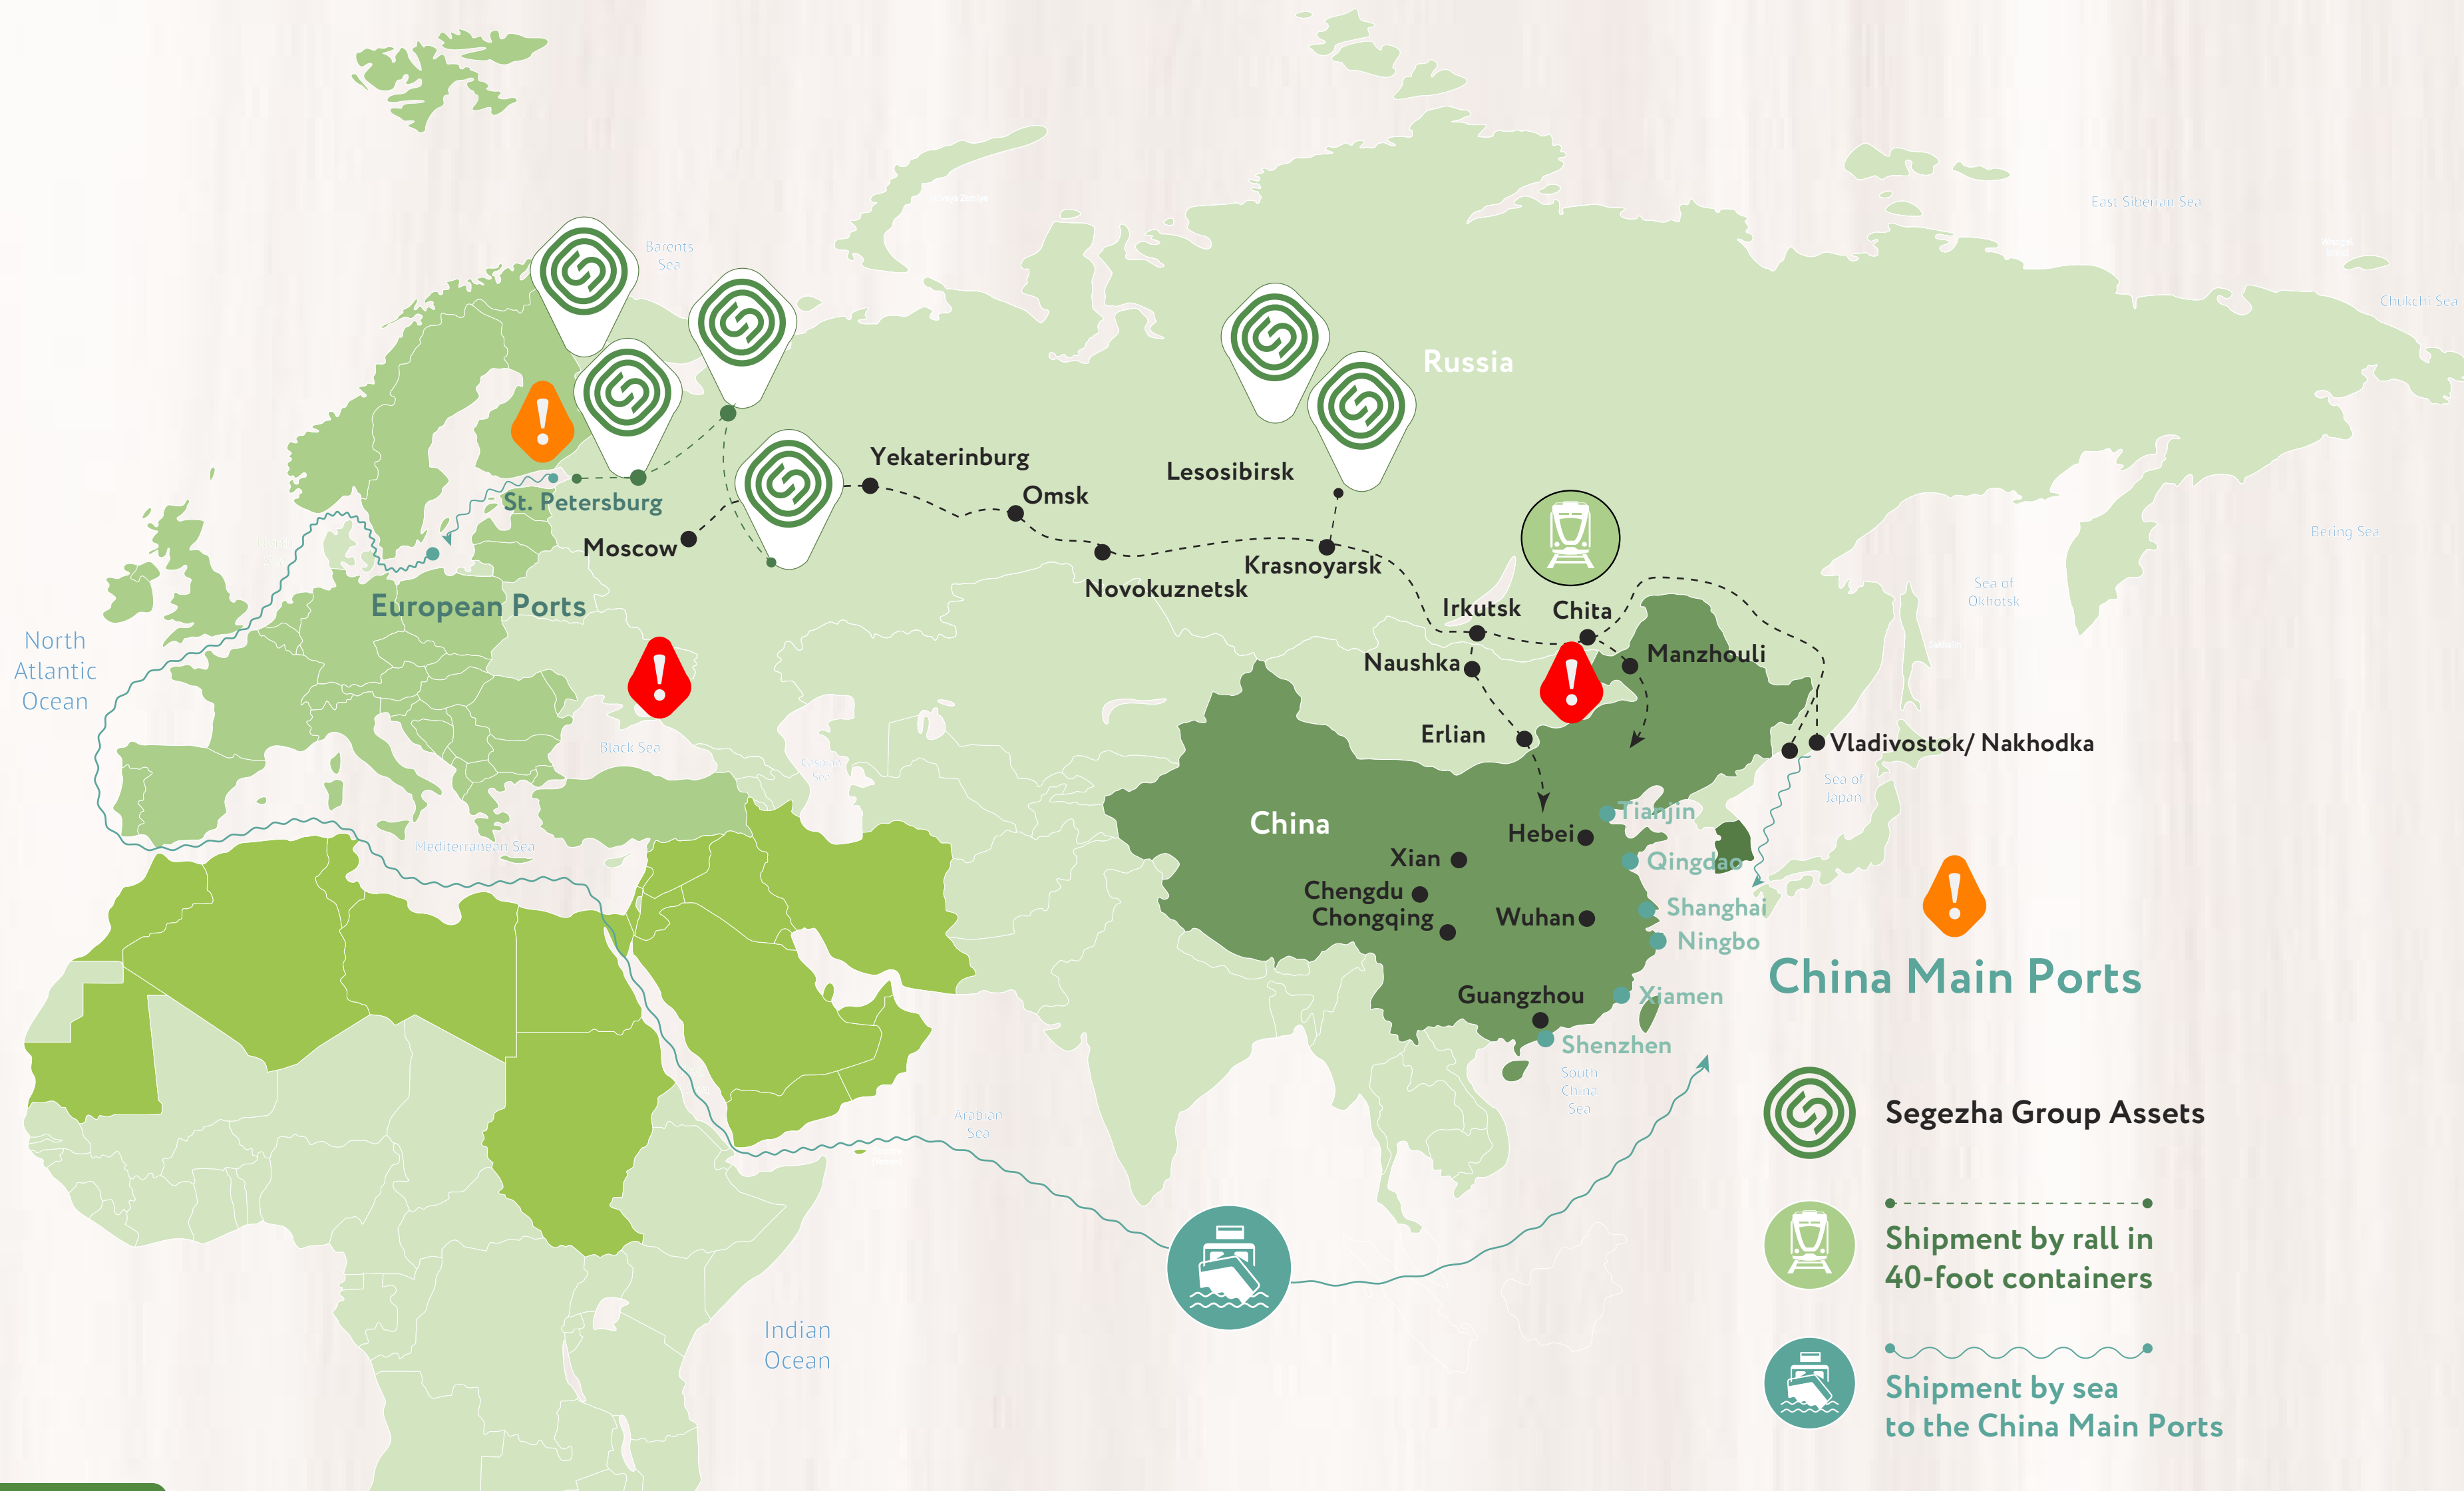 East Siberian Sea
Barents
Sea
Chukchi Sea
Russia
Yekaterinburg
Lesosibirsk
Omsk
St. Petersburg
Bering Sea
Moscow
Krasnoyarsk
Novokuznetsk
Sea of
Okhotsk
European Ports
Irkutsk
Chita
North
Atlantic
Ocean
Naushka
Manzhouli
Erlian
Vladivostok/ Nakhodka
Black Sea
Caspian
Sea
Sea of
Japan
Tianjin
China
Hebei
Mediterranean Sea
Xian
Qingdao
Chengdu
Chongqing
Wuhan
Shanghai
Ningbo
China Main Ports
Guangzhou
Xiamen
Shenzhen
South
China
Sea
Arabian
Sea
Segezha Group Assets
Shipment by rall in
40-foot containers
Indian
Ocean
Shipment by sea
to the China Main Ports